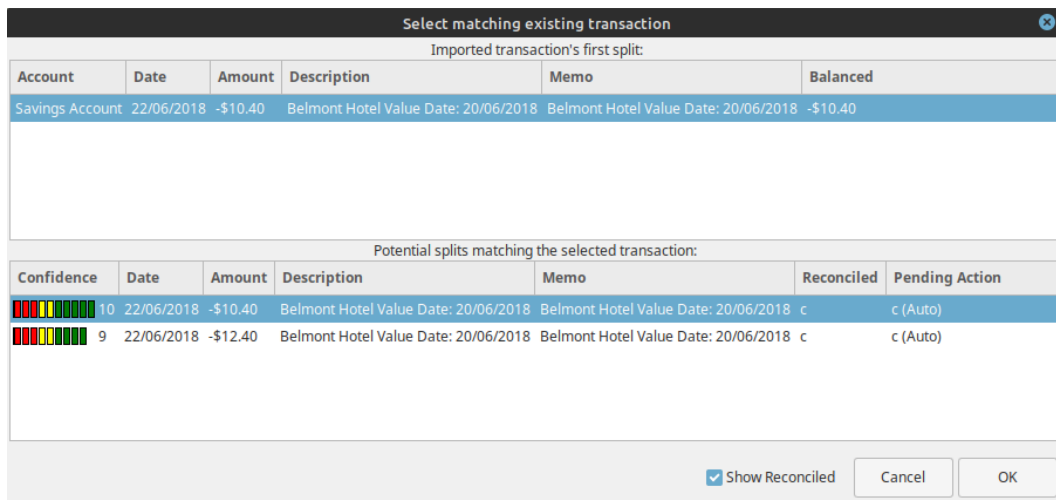 Select matching existing transaction
Imported transaction's first split:
Account Date Amount Description Memo Balanced
Savings Account 22/06/2018 -$10.40 Belmont Hotel Value Date: 20/06/2018 Belmont Hotel Value Date: 20/06/2018 -$10.40
Potential splits matching the selected transaction:
Confidence Date Amount Description Memo Reconciled Pending Action
10 22/06/2018 -$10.40 Belmont Hotel Value Date: 20/06/2018 Belmont Hotel Value Date: 20/06/2018 c c (Auto)
9 22/06/2018 -$12.40 Belmont Hotel Value Date: 20/06/2018 Belmont Hotel Value Date: 20/06/2018 c c (Auto)
Show Reconciled Cancel OK